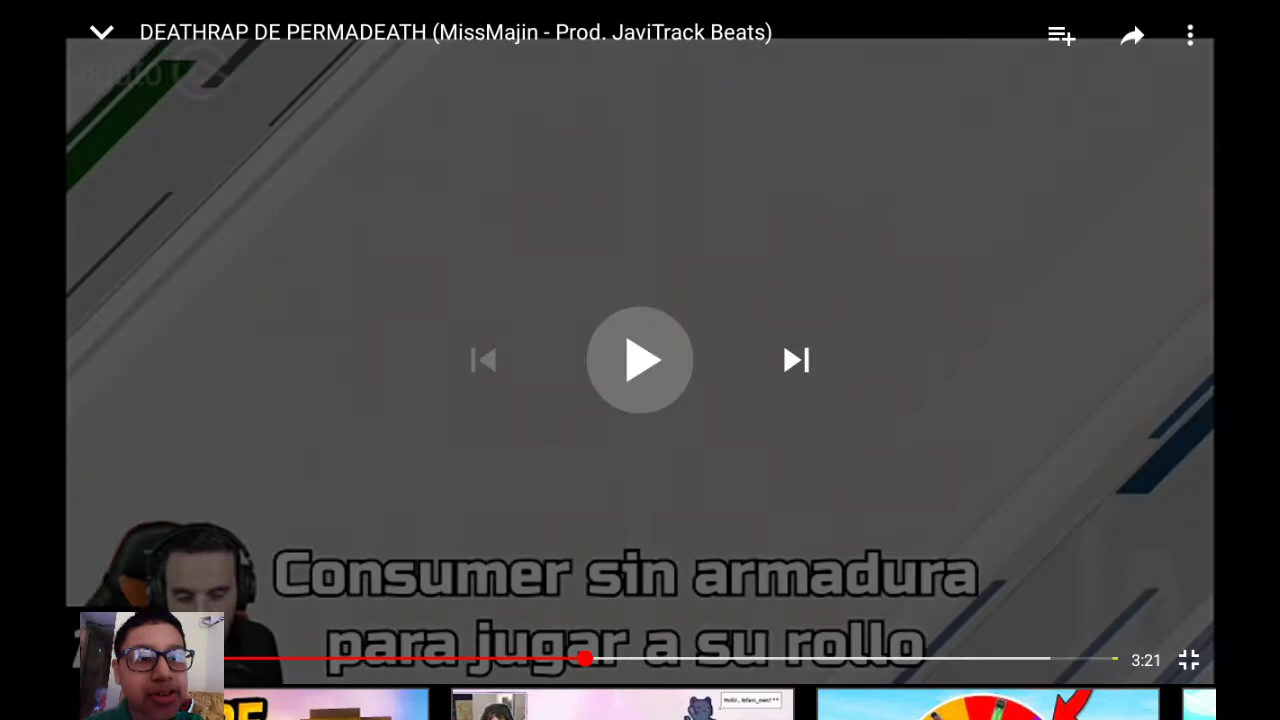 DEATHRAP DE PERMADEATH (MissMajin - Prod. JaviTrack Beats)
Consumer sin armadura
para jugar a su rollo
3:21